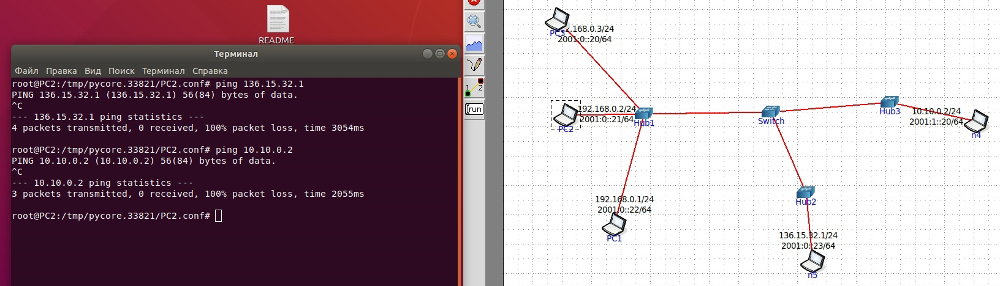 README
Терминал
Файл Правка Вид Поиск Терминал Справка
root@PC2:/tmp/pycore.33821/PC2.conf# ping 136.15.32.1
PING 136.15.32.1 (136.15.32.1) 56(84) bytes of data.
^C
--- 136.15.32.1 ping statistics ---
4 packets transmitted, 0 received, 100% packet loss, time 3054ms
root@PC2:/tmp/pycore.33821/PC2.conf# ping 10.10.0.2
PING 10.10.0.2 (10.10.0.2) 56(84) bytes of data.
^C
--- 10.10.0.2 ping statistics ---
3 packets transmitted, 0 received, 100% packet loss, time 2055ms
root@PC2:/tmp/pycore.33821/PC2.conf#
1 2
run
PC3
2.168.0.3/24
2001:0::20/64
192.168.0.2/24
2001:0::21/64
PC2
Hub1
Switch
Hub3
10.10.0.2/24
2001:1::20/64
n4
Hub2
192.168.0.1/24
2001:0::22/64
PC1
136.15.32.1/24
2001:0::23/64
n5